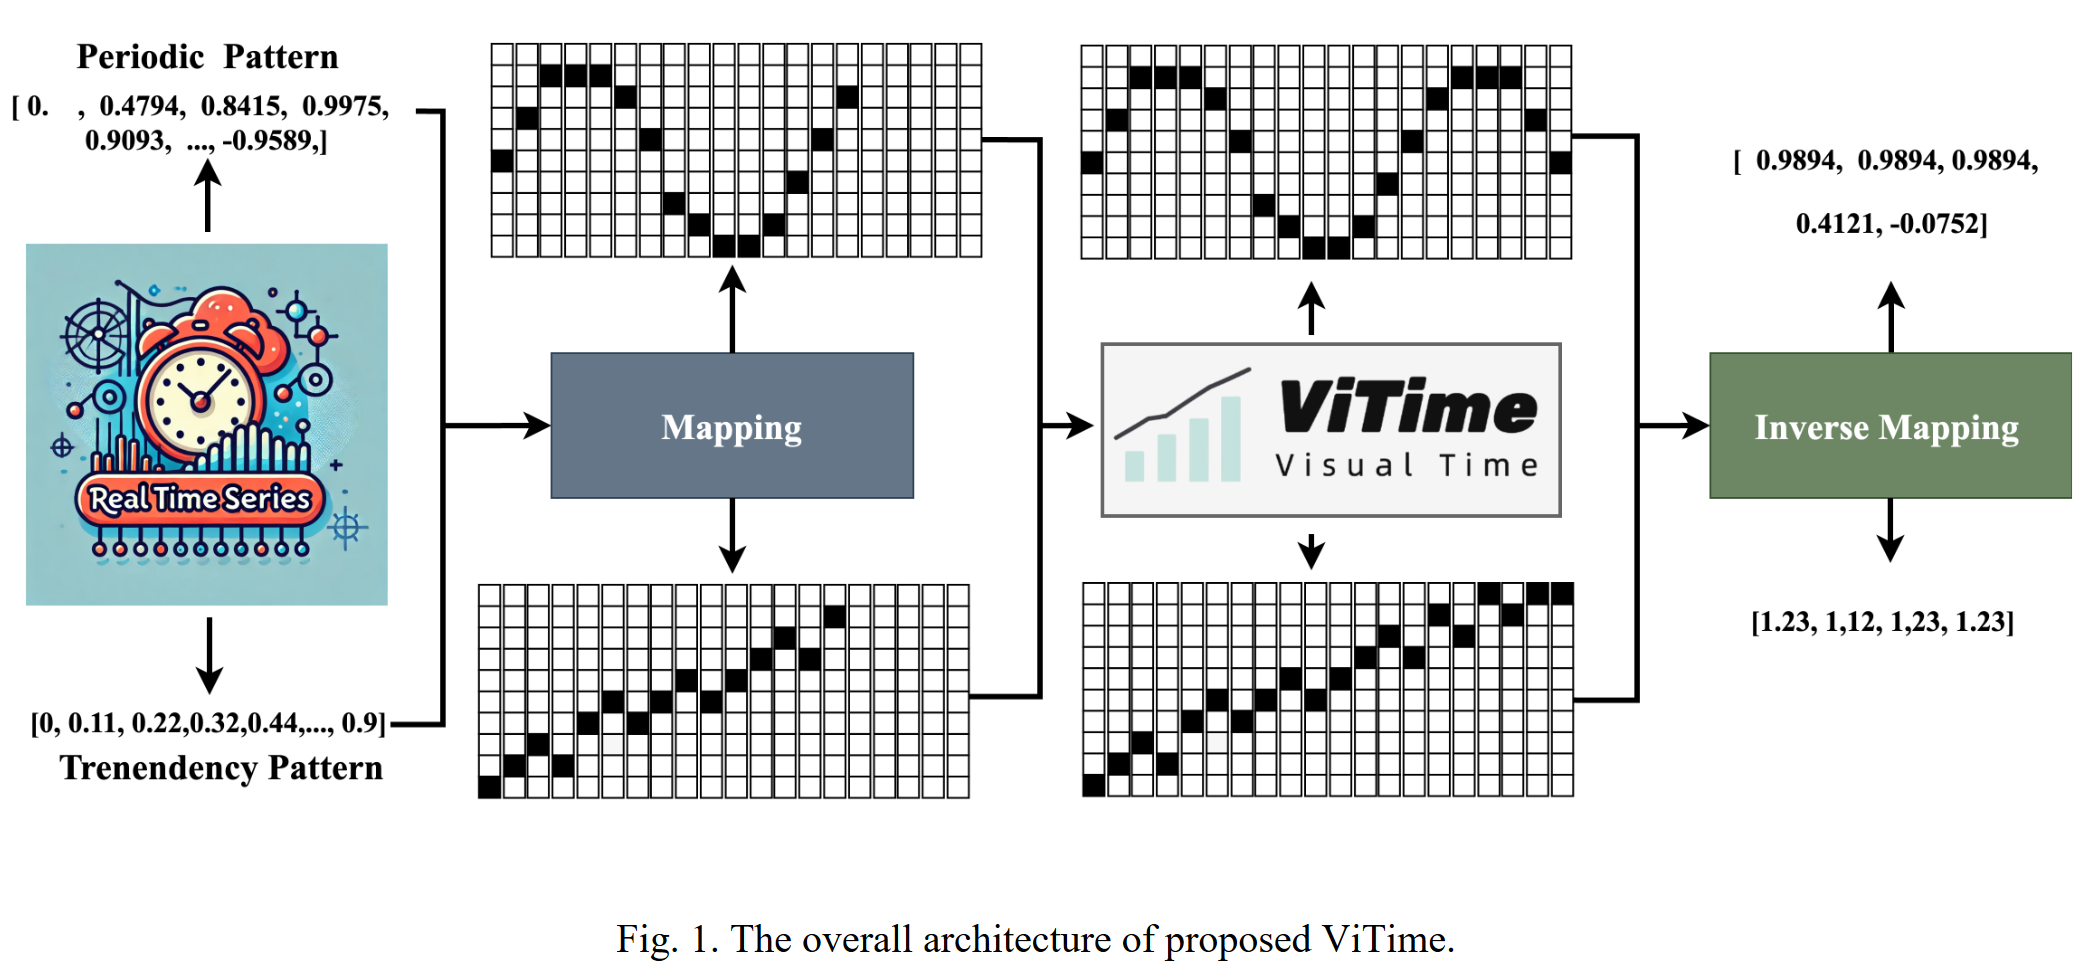 Periodic Pattern
[ 0. , 0.4794, 0.8415, 0.9975,
0.9093, ..., -0.9589,]
Real Time Series
[0, 0.11, 0.22,0.32,0.44,..., 0.9]
Trenendency Pattern
Mapping
ViTime
Visual Time
[ 0.9894, 0.9894, 0.9894,
0.4121, -0.0752]
Inverse Mapping
[1.23, 1,12, 1,23, 1.23]
Fig. 1. The overall architecture of proposed ViTime.